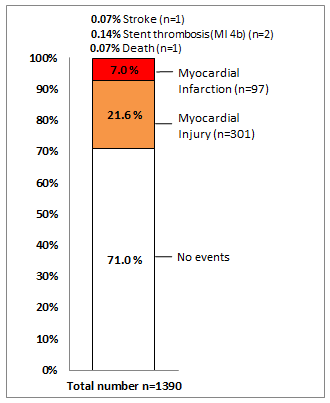 0.07% Stroke (n=1)
0.14% Stent thrombosis(MI 4b) (n=2)
0.07% Death (n=1)
100%
90%
80%
70%
60%
50%
40%
30%
20%
10%
0%
7.0%
21.6%
71.0%
Myocardial
Infarction (n=97)
Myocardial
Injury (n=301)
No events
Total number n=1390